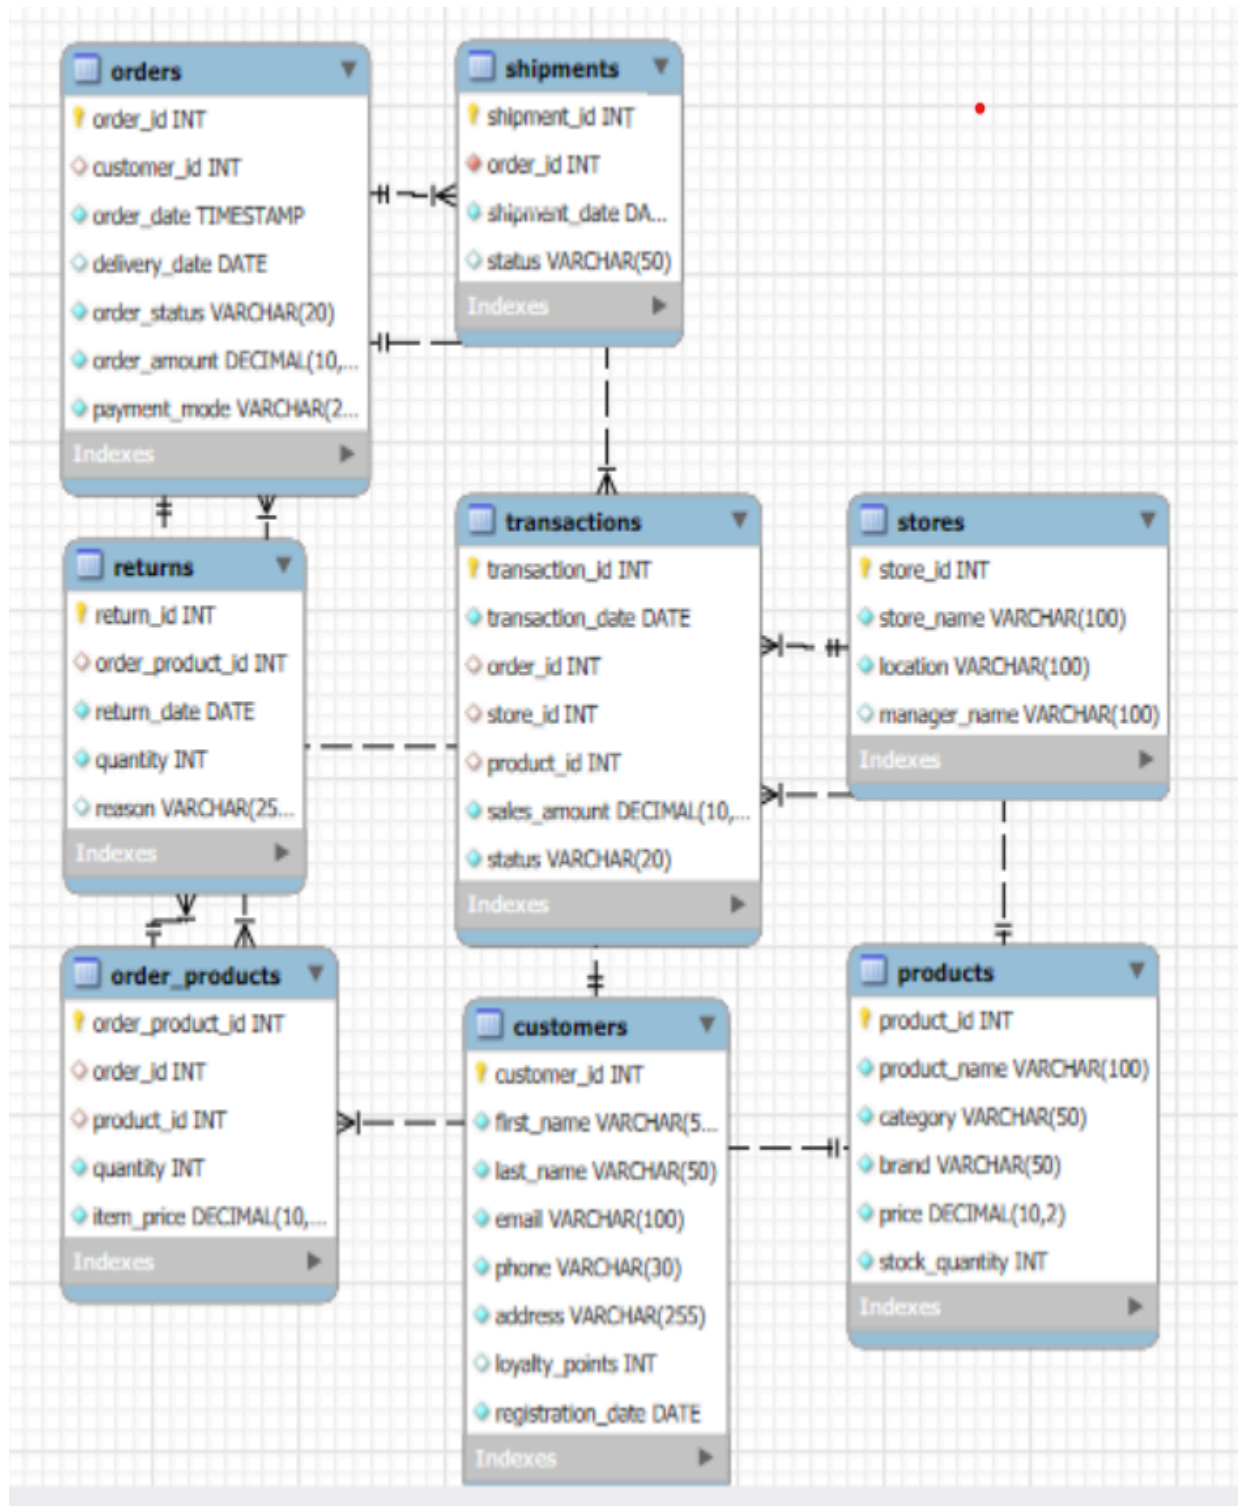 orders
order_id INT
customer_id INT
order_date TIMESTAMP
delivery_date DATE
order_status VARCHAR(20)
order_amount DECIMAL(10,...
payment_mode VARCHAR(2...
Indexes
shipments
shipment_id INT
order_id INT
shipment_date DA...
status VARCHAR(50)
Indexes
returns
return_id INT
order_product_id INT
return_date DATE
quantity INT
reason VARCHAR(25...
Indexes
transactions
transaction_id INT
transaction_date DATE
order_id INT
store_id INT
product_id INT
sales_amount DECIMAL(10,...
status VARCHAR(20)
Indexes
stores
store_id INT
store_name VARCHAR(100)
location VARCHAR(100)
manager_name VARCHAR(100)
Indexes
order_products
order_product_id INT
order_id INT
product_id INT
quantity INT
item_price DECIMAL(10,...
Indexes
customers
customer_id INT
first_name VARCHAR(5...
last_name VARCHAR(50)
email VARCHAR(100)
phone VARCHAR(30)
address VARCHAR(255)
loyalty_points INT
registration_date DATE
Indexes
products
product_id INT
product_name VARCHAR(100)
category VARCHAR(50)
brand VARCHAR(50)
price DECIMAL(10,2)
stock_quantity INT
Indexes